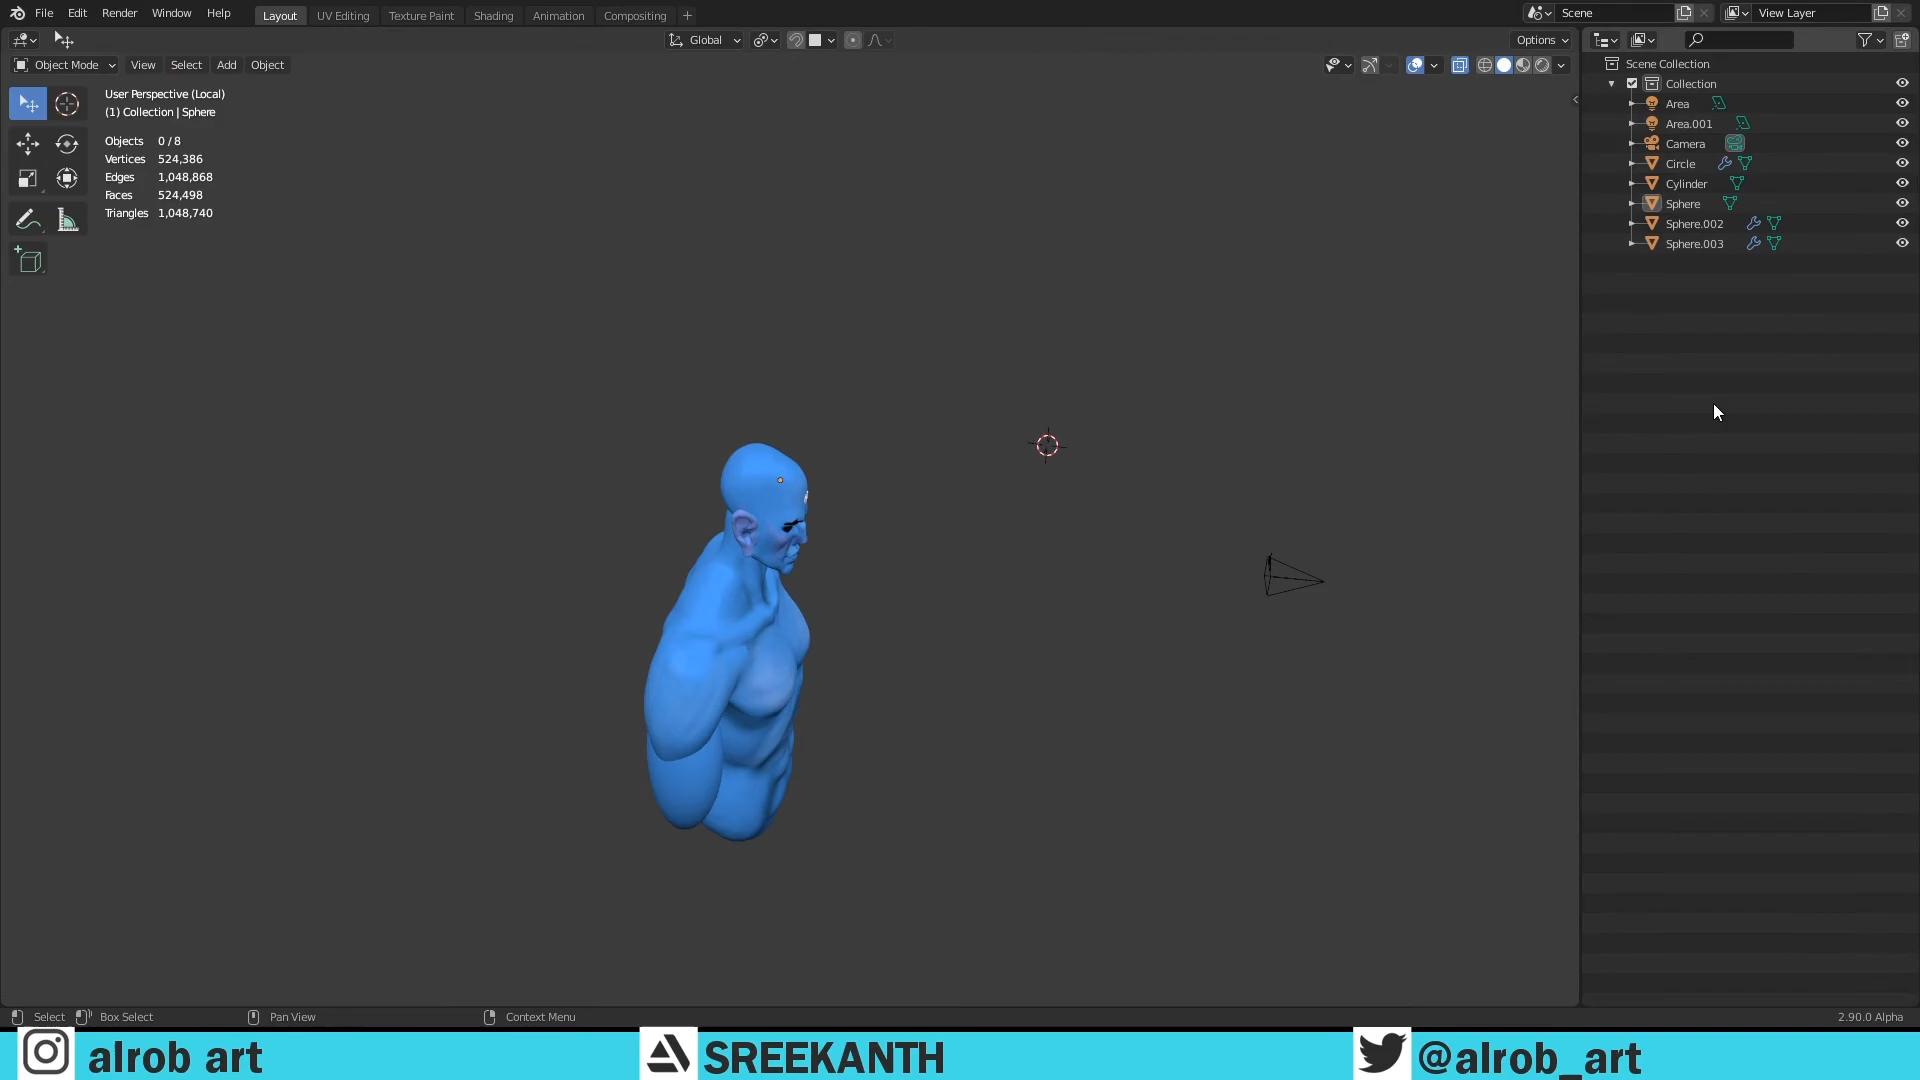 File Edit Render Window Help Layout UV Editing Texture Paint Shading Animation Compositing + Scene View Layer
Global Options
Object Mode View Select Add Object
User Perspective (Local)
(1) Collection | Sphere
Objects 0 / 8
Vertices 524,386
Edges 1,048,868
Faces 524,498
Triangles 1,048,740
Scene Collection
Collection
Area
Area.001
Camera
Circle
Cylinder
Sphere
Sphere.002
Sphere.003
Select Box Select Pan View Context Menu 2.90.0 Alpha
alrob art SREEKANTH @alrob_art